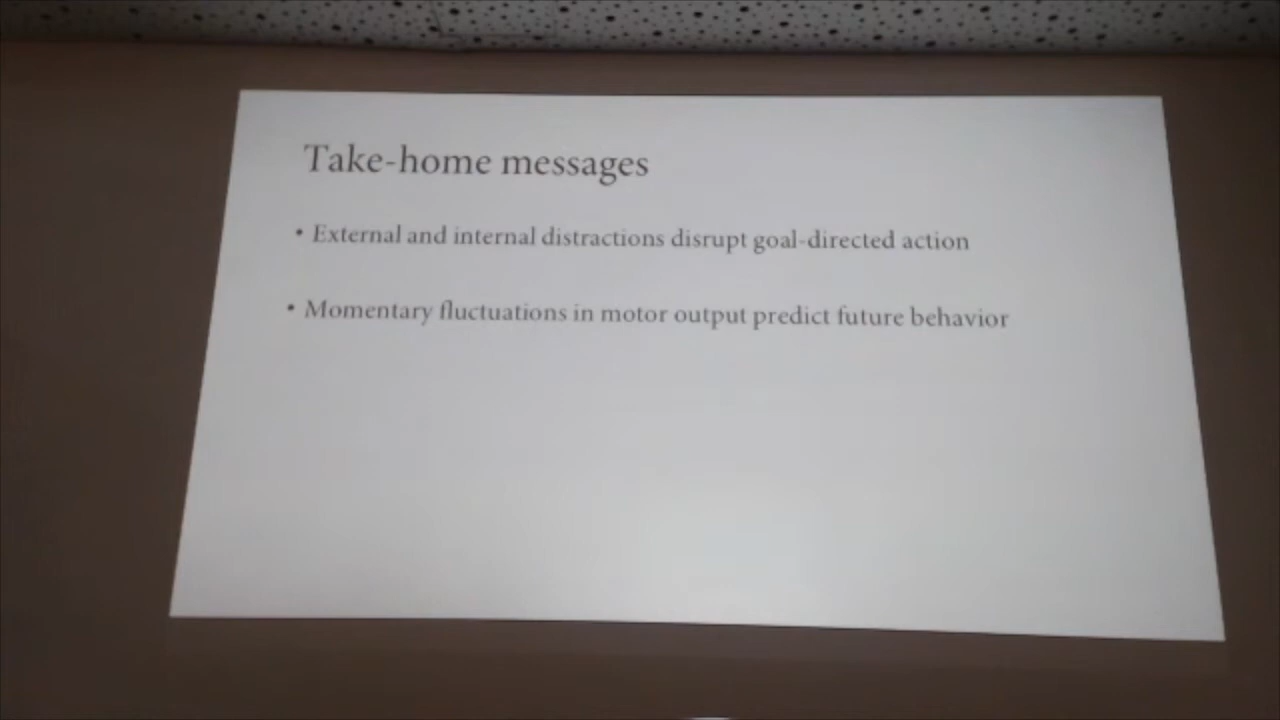 Take-home messages
• External and internal distractions disrupt goal-directed action
• Momentary fluctuations in motor output predict future behavior